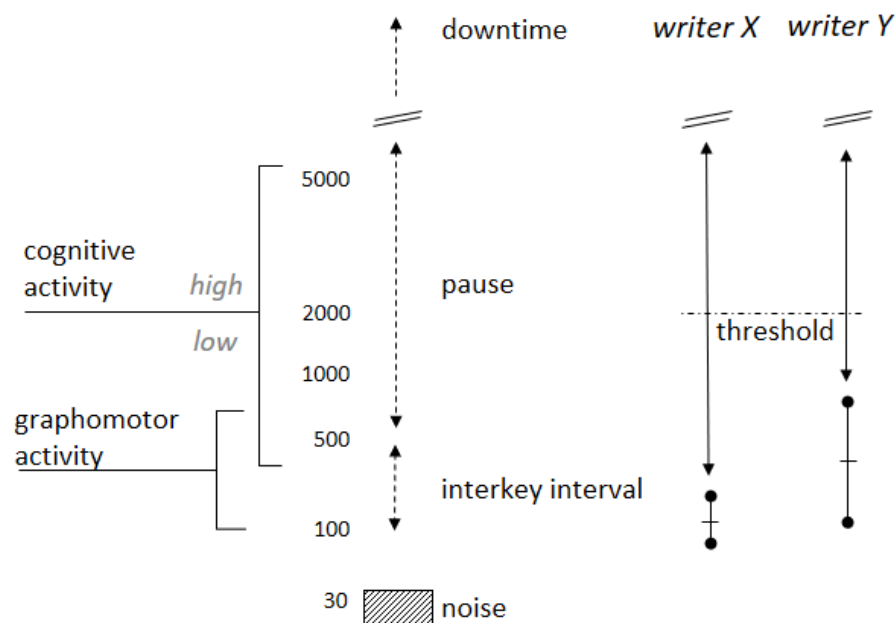 downtime
writer X
writer Y
5000
cognitive
activity
high
low
pause
2000
threshold
1000
graphomotor
activity
500
interkey interval
100
30
noise